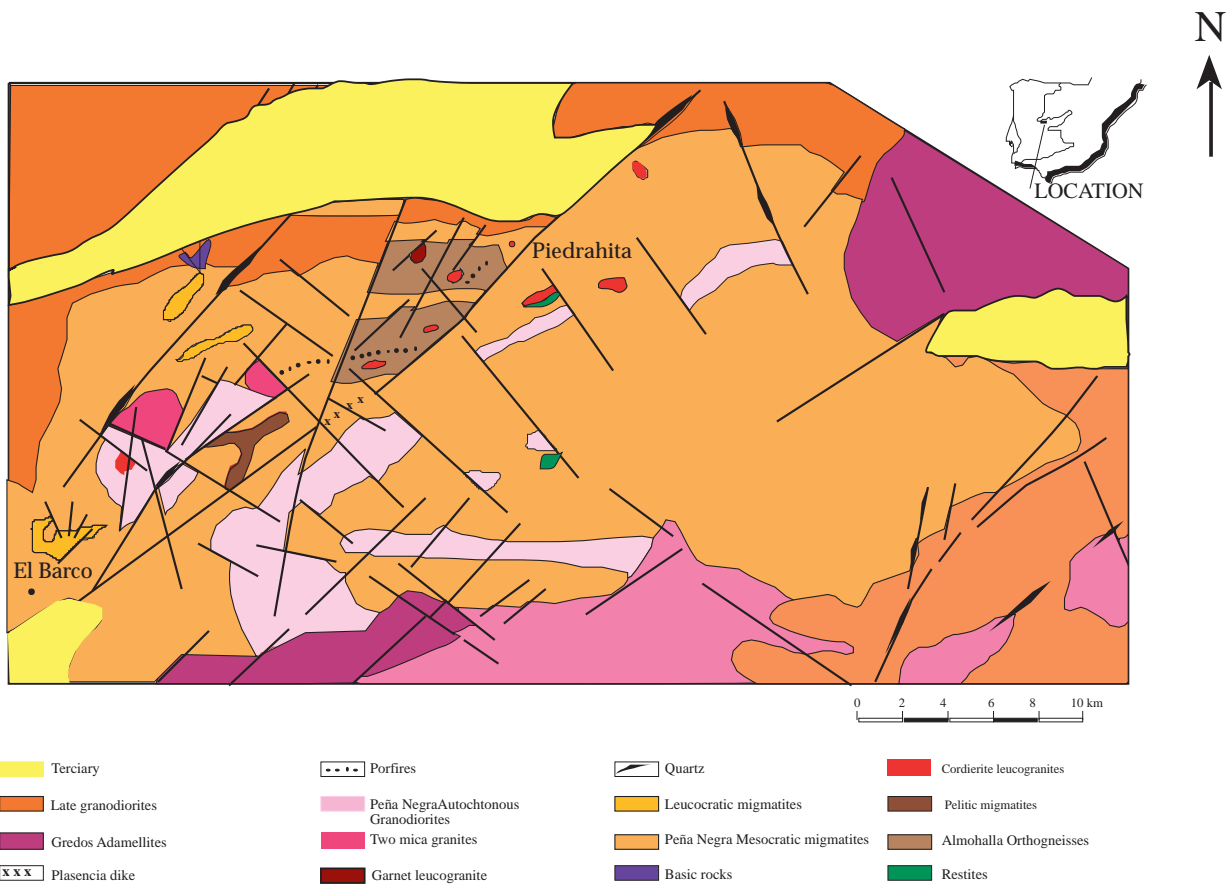 N
LOCATION
Piedrahita
x x x x
El Barco
0 2 4 6 8 10 km
Terciary
Porfires
Quartz
Cordierite leucogranites
Late granodiorites
Peña NegraAutochtonous
Granodiorites
Leucocratic migmatites
Pelitic migmatites
Gredos Adamellites
Two mica granites
Peña Negra Mesocratic migmatites
Almohalla Orthogneisses
x x x
Plasencia dike
Garnet leucogranite
Basic rocks
Restites